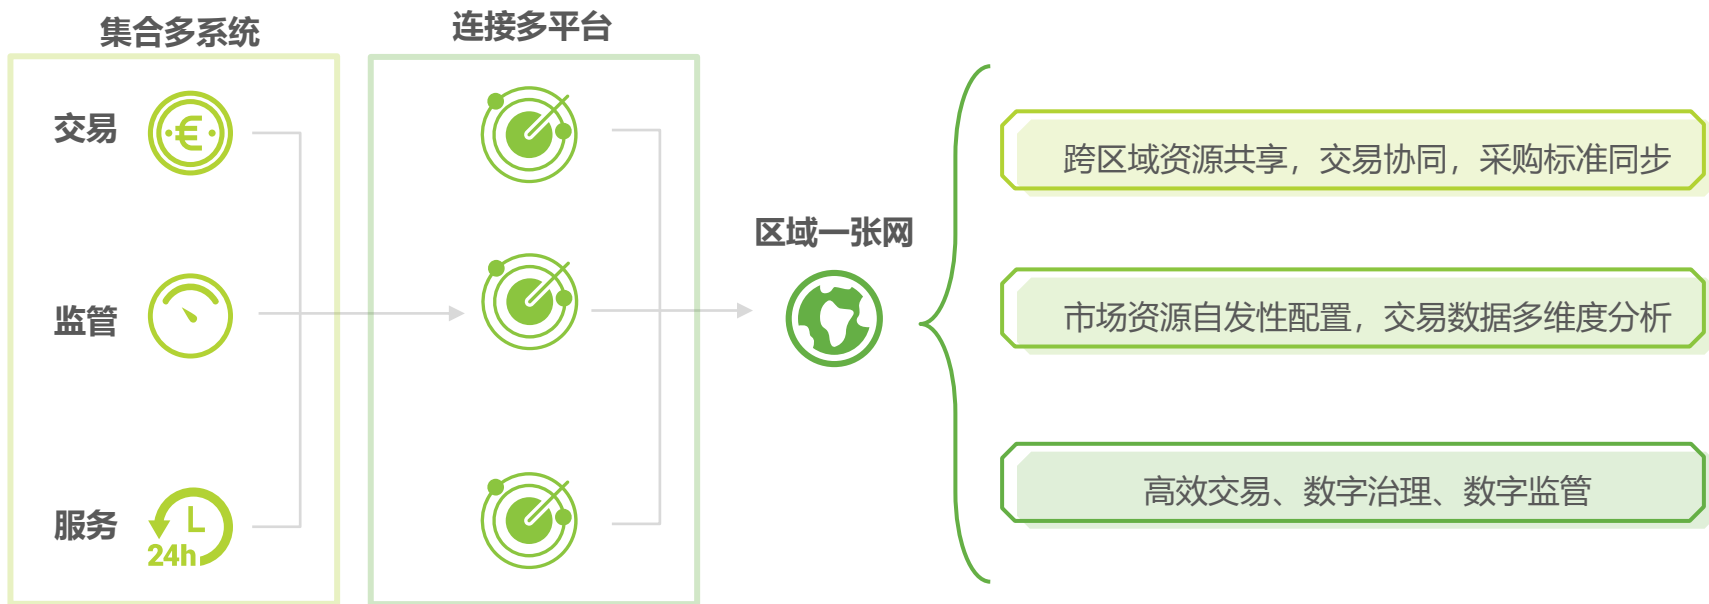 集合多系统
连接多平台
交易
€
监管
服务
24h
区域一张网
跨区域资源共享，交易协同，采购标准同步
市场资源自发性配置，交易数据多维度分析
高效交易、数字治理、数字监管